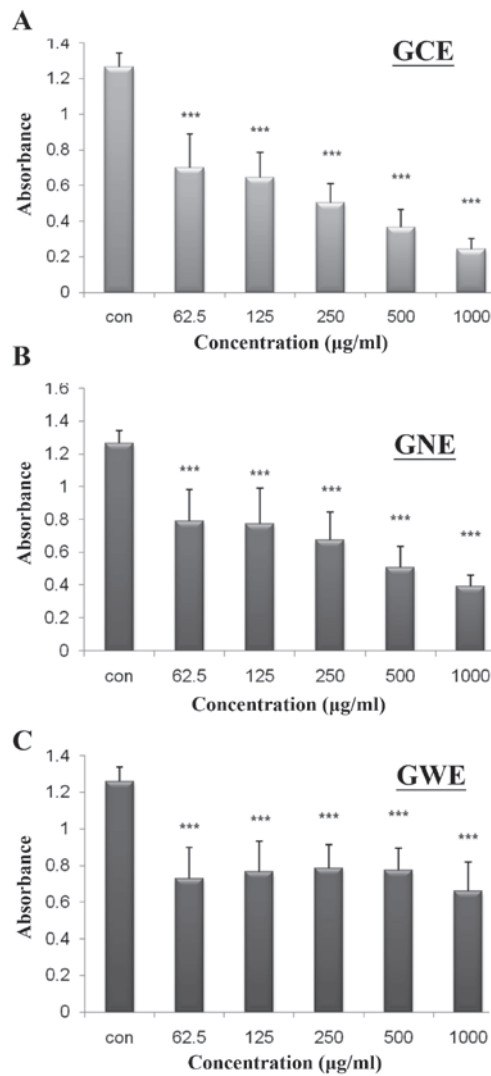 A
GCE
1.4
1.2
1
0.8
0.6
0.4
0.2
0
Absorbance
***
***
***
***
***
con 62.5 125 250 500 1000
Concentration (µg/ml)
B
GNE
1.6
1.4
1.2
1
0.8
0.6
0.4
0.2
0
Absorbance
***
***
***
***
***
con 62.5 125 250 500 1000
Concentration (µg/ml)
C
GWE
1.4
1.2
1
0.8
0.6
0.4
0.2
0
Absorbance
***
***
***
***
***
con 62.5 125 250 500 1000
Concentration (µg/ml)